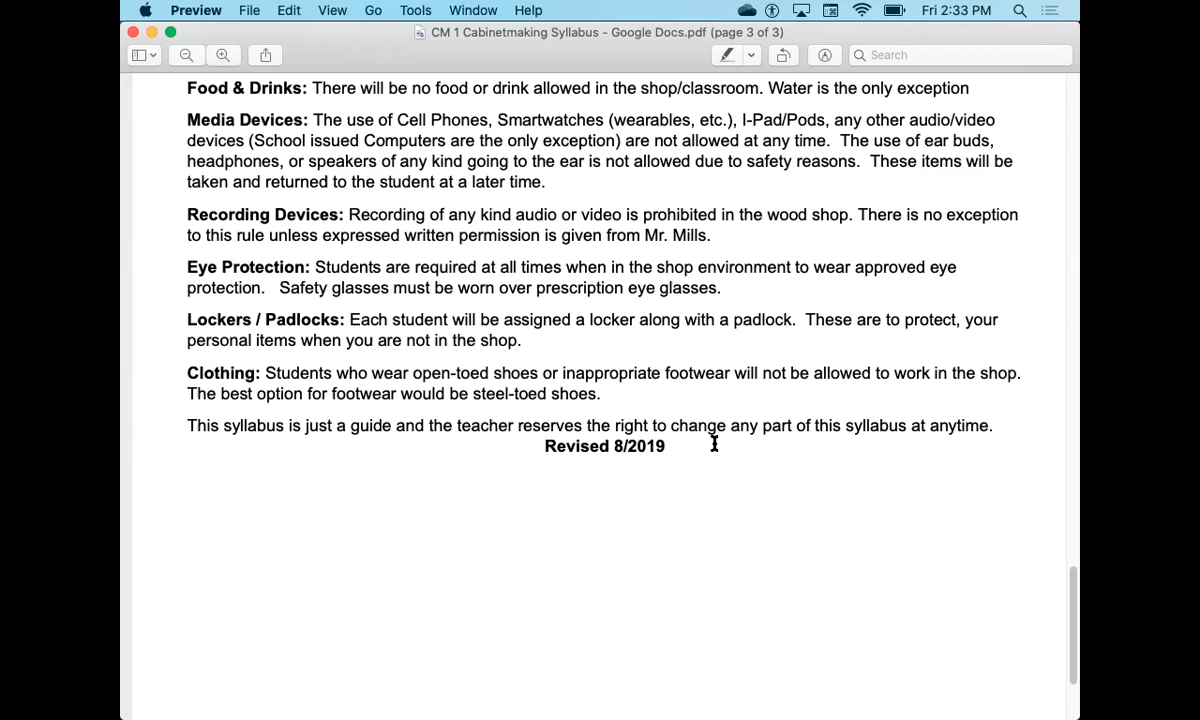 Preview File Edit View Go Tools Window Help Fri 2:33 PM
CM 1 Cabinetmaking Syllabus - Google Docs.pdf (page 3 of 3)
Search
Food & Drinks: There will be no food or drink allowed in the shop/classroom. Water is the only exception
Media Devices: The use of Cell Phones, Smartwatches (wearables, etc.), I-Pad/Pods, any other audio/video
devices (School issued Computers are the only exception) are not allowed at any time.  The use of ear buds,
headphones, or speakers of any kind going to the ear is not allowed due to safety reasons.  These items will be
taken and returned to the student at a later time.
Recording Devices: Recording of any kind audio or video is prohibited in the wood shop. There is no exception
to this rule unless expressed written permission is given from Mr. Mills.
Eye Protection: Students are required at all times when in the shop environment to wear approved eye
protection.   Safety glasses must be worn over prescription eye glasses.
Lockers / Padlocks: Each student will be assigned a locker along with a padlock.  These are to protect, your
personal items when you are not in the shop.
Clothing: Students who wear open-toed shoes or inappropriate footwear will not be allowed to work in the shop.
The best option for footwear would be steel-toed shoes.
This syllabus is just a guide and the teacher reserves the right to change any part of this syllabus at anytime.
Revised 8/2019